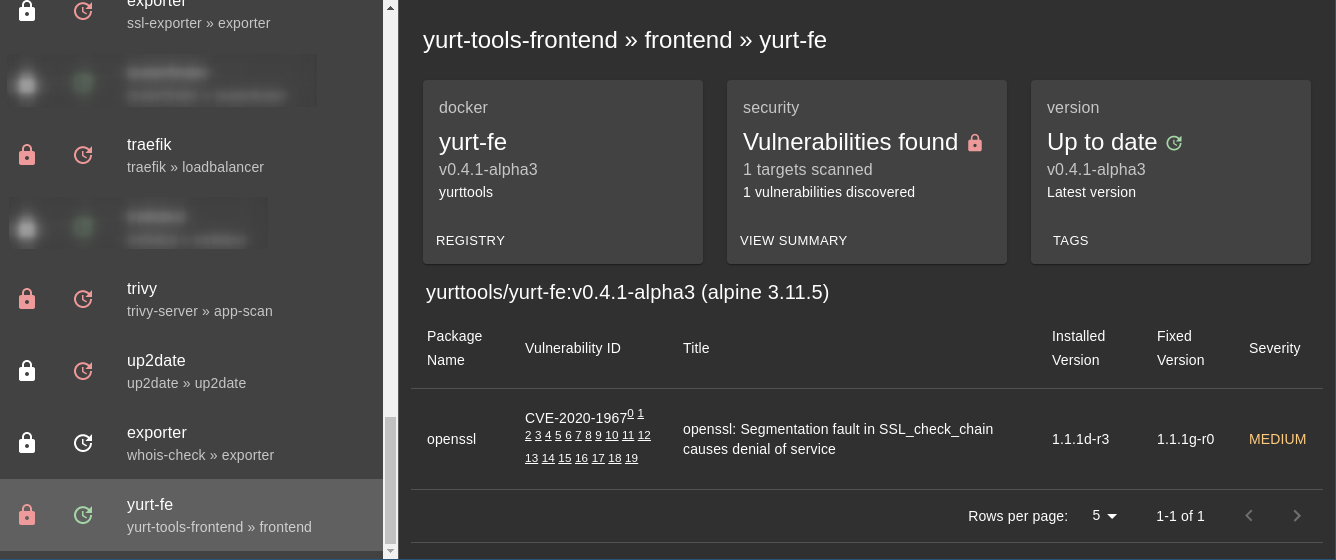 exporter
ssl-exporter » exporter
traefik
traefik » loadbalancer
trivy
trivy-server » app-scan
up2date
up2date » up2date
exporter
whois-check » exporter
yurt-fe
yurt-tools-frontend » frontend
yurt-tools-frontend » frontend » yurt-fe
docker
yurt-fe
v0.4.1-alpha3
yurttools
REGISTRY
security
Vulnerabilities found
1 targets scanned
1 vulnerabilities discovered
VIEW SUMMARY
version
Up to date
v0.4.1-alpha3
Latest version
TAGS
yurttools/yurt-fe:v0.4.1-alpha3 (alpine 3.11.5)
Package
Name
Vulnerability ID
Title
Installed
Version
Fixed
Version
Severity
openssl
CVE-2020-1967 0 1
2 3 4 5 6 7 8 9 10 11 12
13 14 15 16 17 18 19
openssl: Segmentation fault in SSL_check_chain
causes denial of service
1.1.1d-r3
1.1.1g-r0
MEDIUM
Rows per page:
5
1-1 of 1